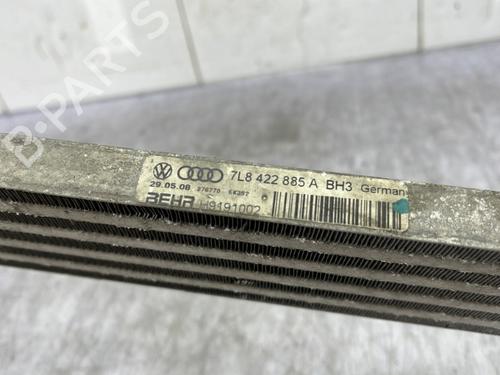 B-PARTS
7L8 422 885 A BH3 German
29.05.08
BEHR H9191002